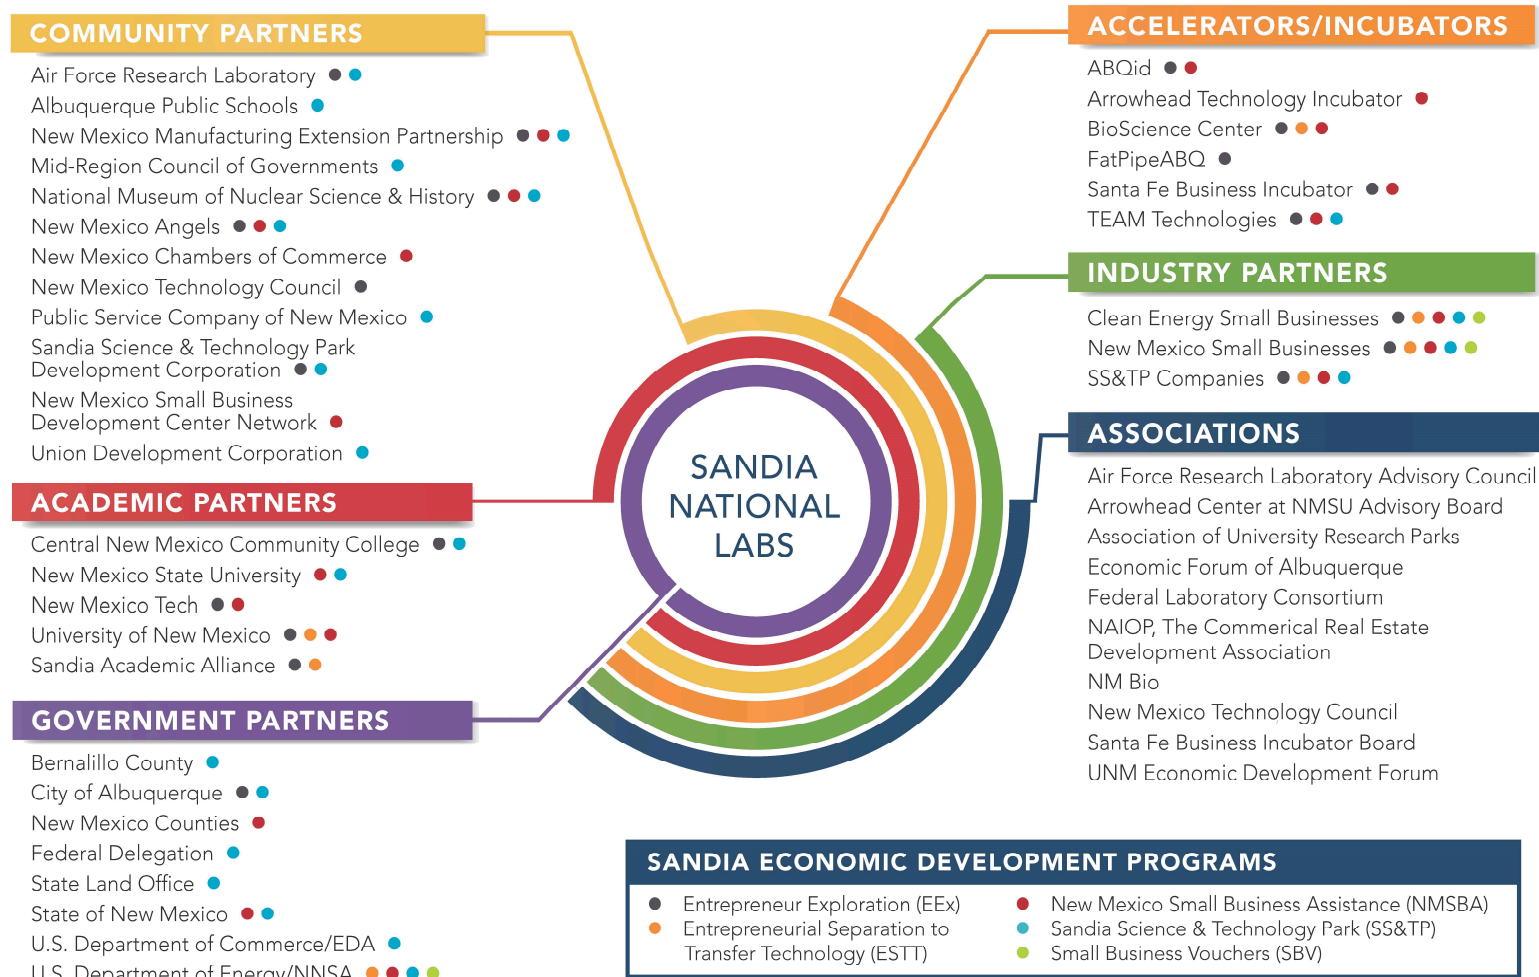 COMMUNITY PARTNERS
Air Force Research Laboratory
Albuquerque Public Schools
New Mexico Manufacturing Extension Partnership
Mid-Region Council of Governments
National Museum of Nuclear Science & History
New Mexico Angels
New Mexico Chambers of Commerce
New Mexico Technology Council
Public Service Company of New Mexico
Sandia Science & Technology Park
Development Corporation
New Mexico Small Business
Development Center Network
Union Development Corporation
ACADEMIC PARTNERS
Central New Mexico Community College
New Mexico State University
New Mexico Tech
University of New Mexico
Sandia Academic Alliance
GOVERNMENT PARTNERS
Bernalillo County
City of Albuquerque
New Mexico Counties
Federal Delegation
State Land Office
State of New Mexico
U.S. Department of Commerce/EDA
U.S. Department of Energy/NNSA
SANDIA
NATIONAL
LABS
ACCELERATORS/INCUBATORS
ABQid
Arrowhead Technology Incubator
BioScience Center
FatPipeABQ
Santa Fe Business Incubator
TEAM Technologies
INDUSTRY PARTNERS
Clean Energy Small Businesses
New Mexico Small Businesses
SS&TP Companies
ASSOCIATIONS
Air Force Research Laboratory Advisory Council
Arrowhead Center at NMSU Advisory Board
Association of University Research Parks
Economic Forum of Albuquerque
Federal Laboratory Consortium
NAIOP, The Commerical Real Estate
Development Association
NM Bio
New Mexico Technology Council
Santa Fe Business Incubator Board
UNM Economic Development Forum
SANDIA ECONOMIC DEVELOPMENT PROGRAMS
Entrepreneur Exploration (EEx)
Entrepreneurial Separation to
Transfer Technology (ESTT)
New Mexico Small Business Assistance (NMSBA)
Sandia Science & Technology Park (SS&TP)
Small Business Vouchers (SBV)